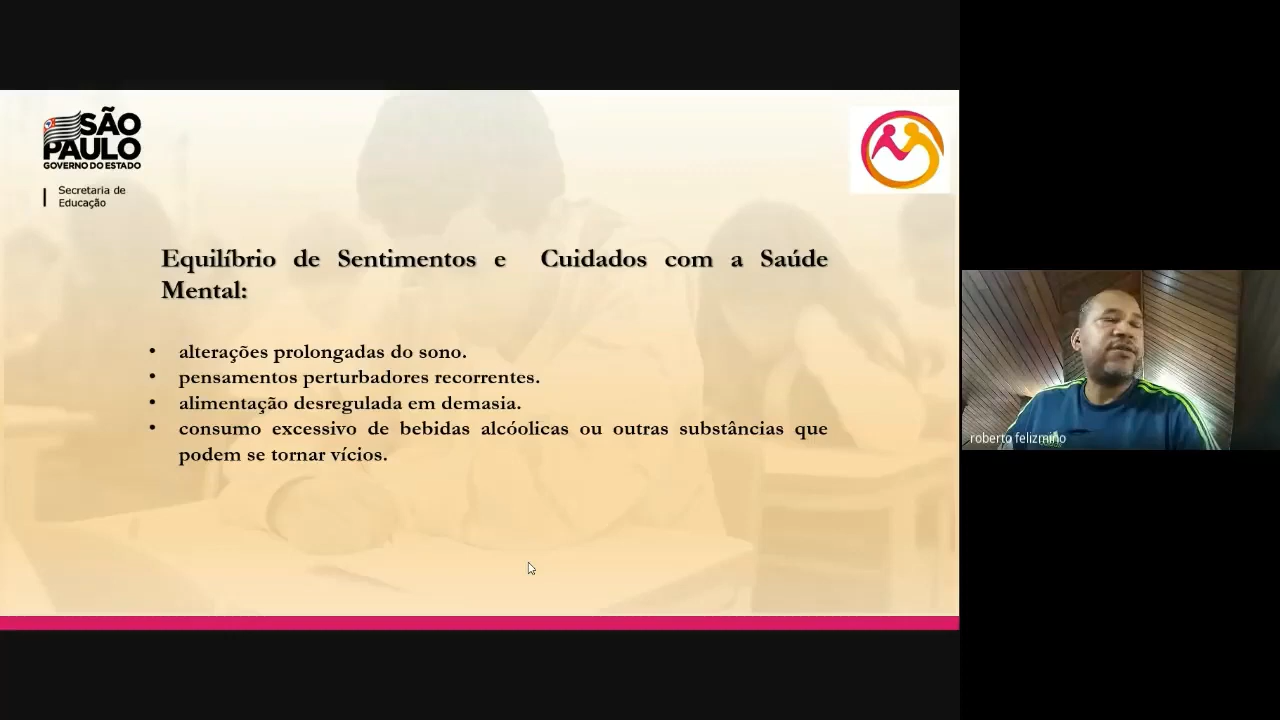 SÃO
PAULO
GOVERNO DO ESTADO
Secretaria de
Educação
Equilíbrio de Sentimentos e Cuidados com a Saúde
Mental:
• alterações prolongadas do sono.
• pensamentos perturbadores recorrentes.
• alimentação desregulada em demasia.
• consumo excessivo de bebidas alcóolicas ou outras substâncias que
podem se tornar vícios.
roberto felizmino